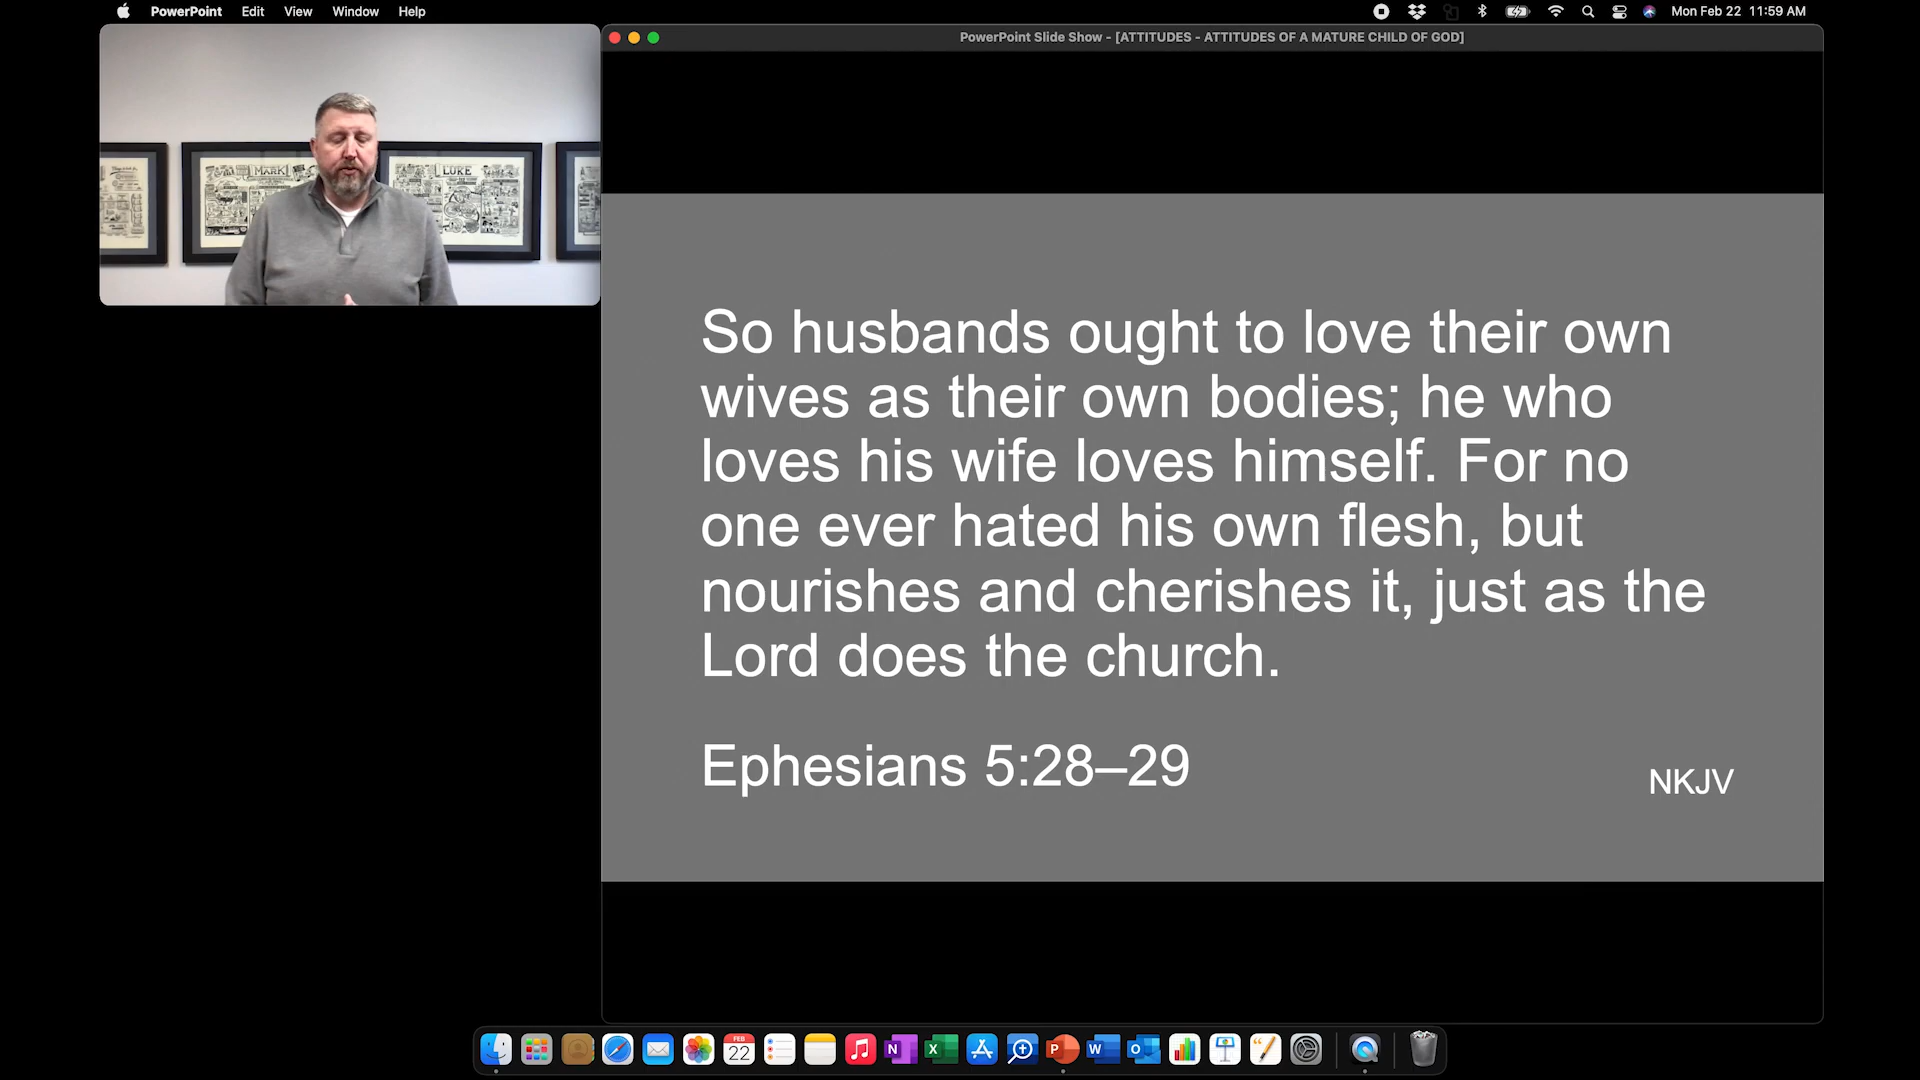 PowerPoint Edit View Window Help
Mon Feb 22 11:59 AM
PowerPoint Slide Show - [ATTITUDES - ATTITUDES OF A MATURE CHILD OF GOD]
MARK
LUKE
So husbands ought to love their own
wives as their own bodies; he who
loves his wife loves himself. For no
one ever hated his own flesh, but
nourishes and cherishes it, just as the
Lord does the church.
Ephesians 5:28–29
NKJV
FEB
22
N
X
P
W
O